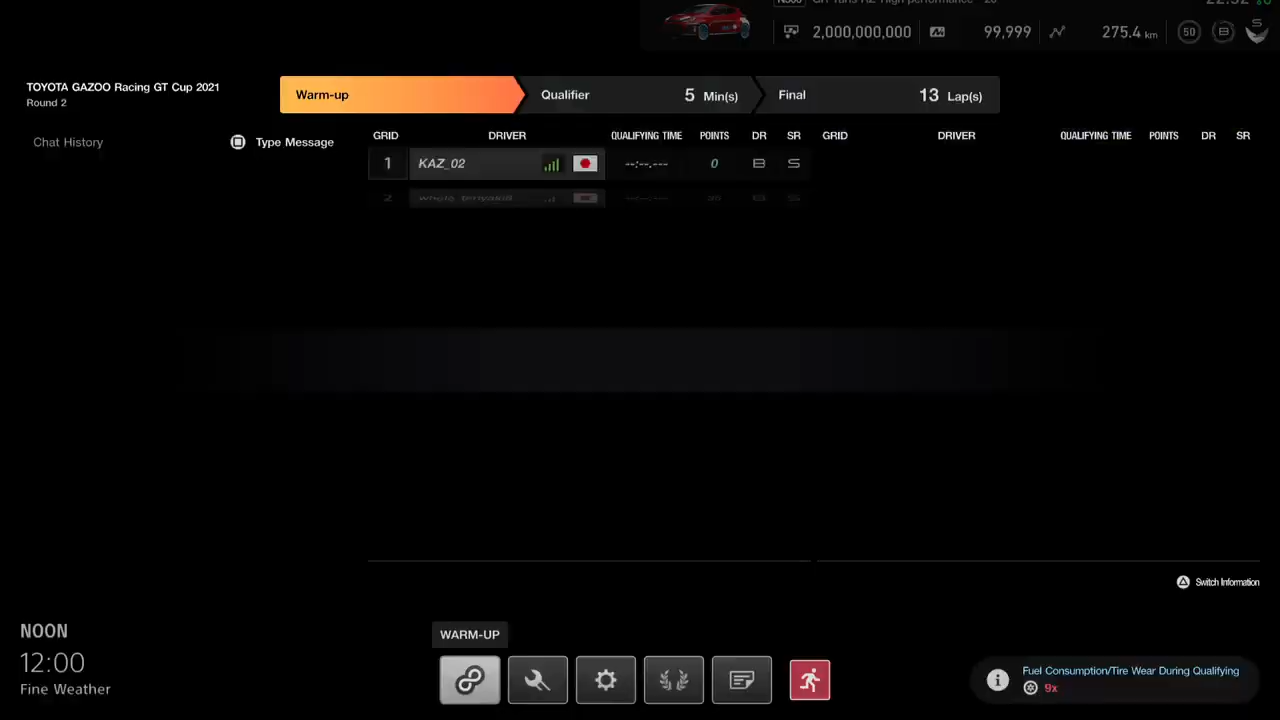 2,000,000,000 99,999 275.4 km 50 B S
TOYOTA GAZOO Racing GT Cup 2021
Round 2
Warm-up
Qualifier 5 Min(s)
Final 13 Lap(s)
Chat History
Type Message
GRID DRIVER QUALIFYING TIME POINTS DR SR GRID DRIVER QUALIFYING TIME POINTS DR SR
1 KAZ_02 --:--.--- 0 B S
2
Switch Information
NOON
12:00
Fine Weather
WARM-UP
Fuel Consumption/Tire Wear During Qualifying
9x